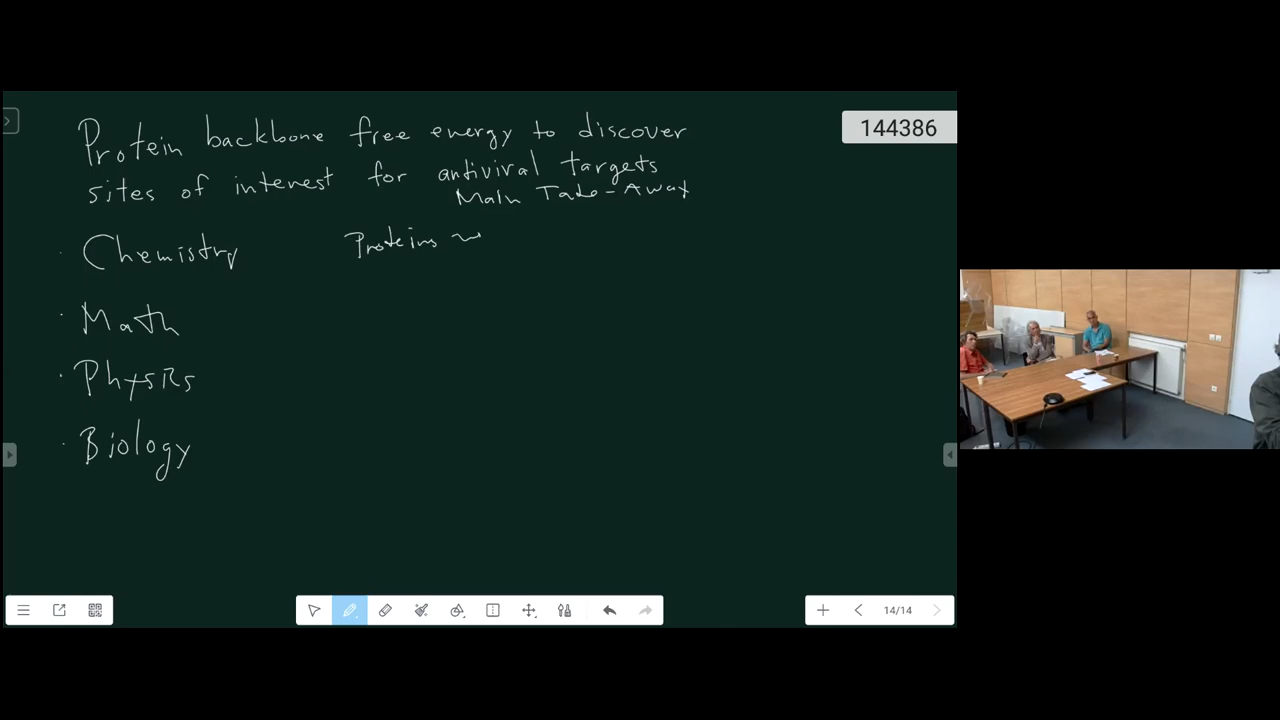 Protein backbone free energy to discover
sites of interest for antiviral targets
Main Take-Away
· Chemistry
Proteins
· Math
· Physics
· Biology
144386
14/14